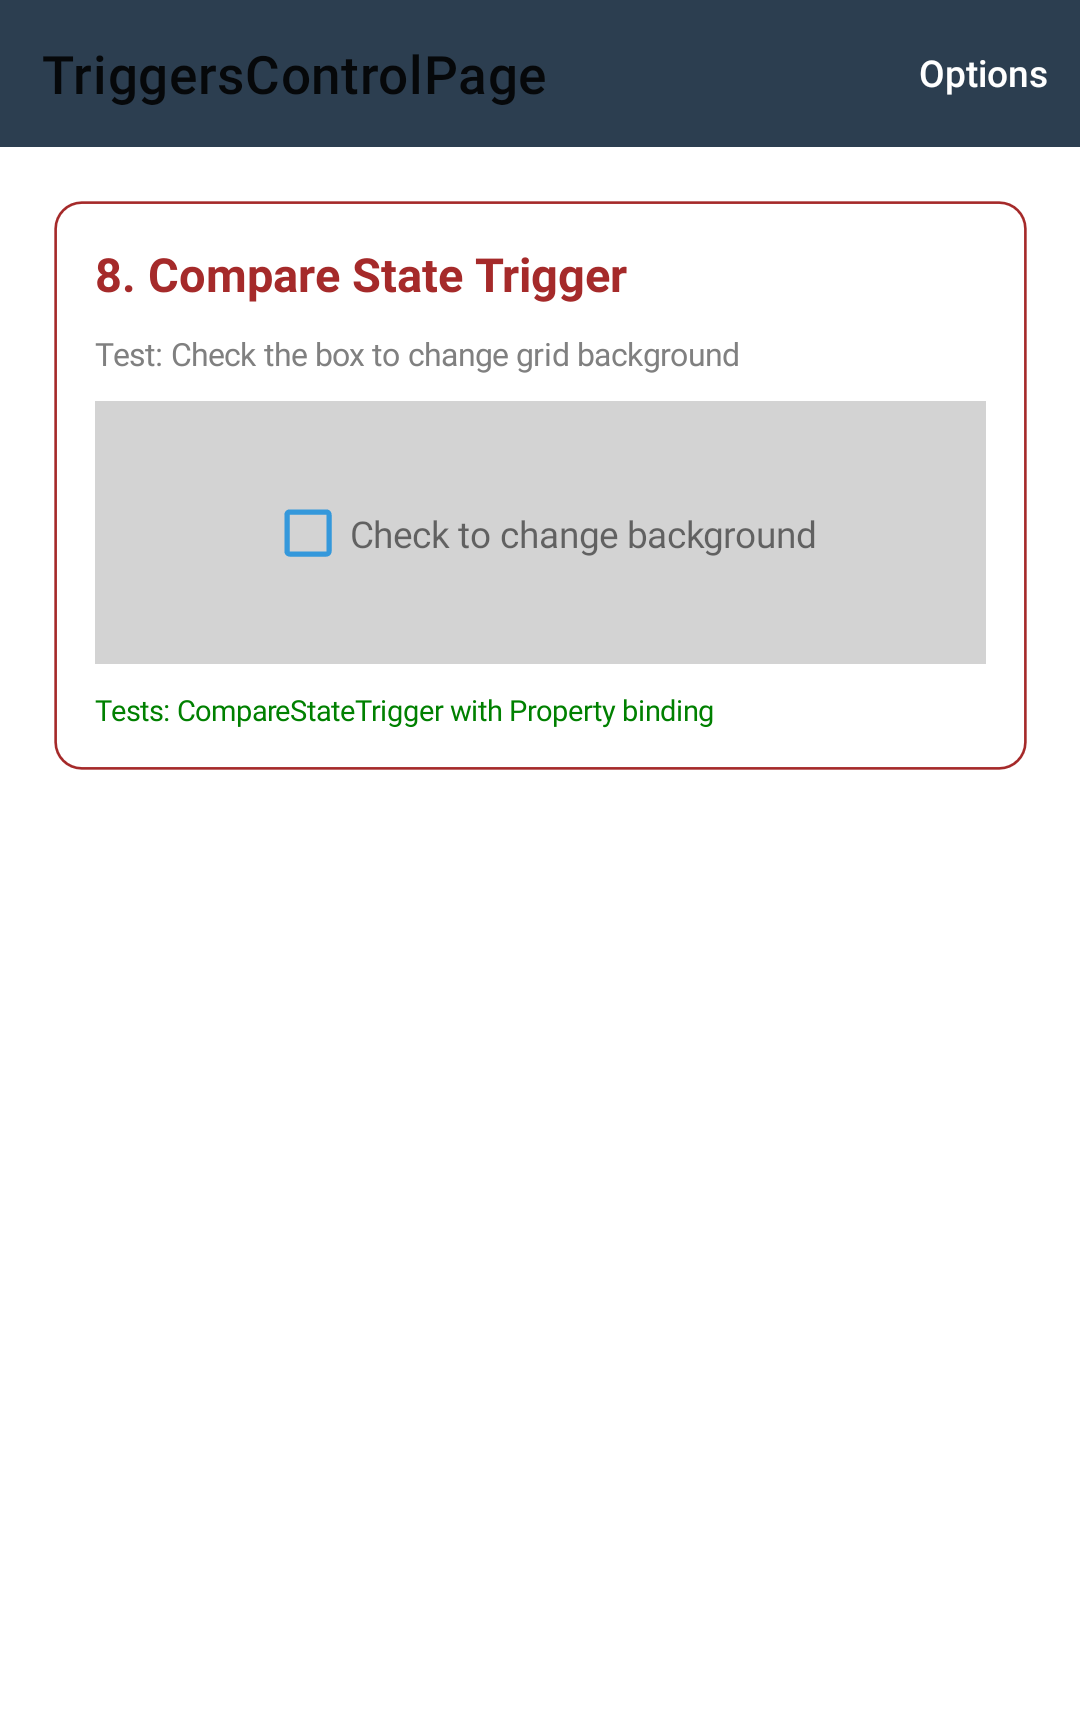 TriggersControlPage
Options
8. Compare State Trigger
Test: Check the box to change grid background
Check to change background
Tests: CompareStateTrigger with Property binding